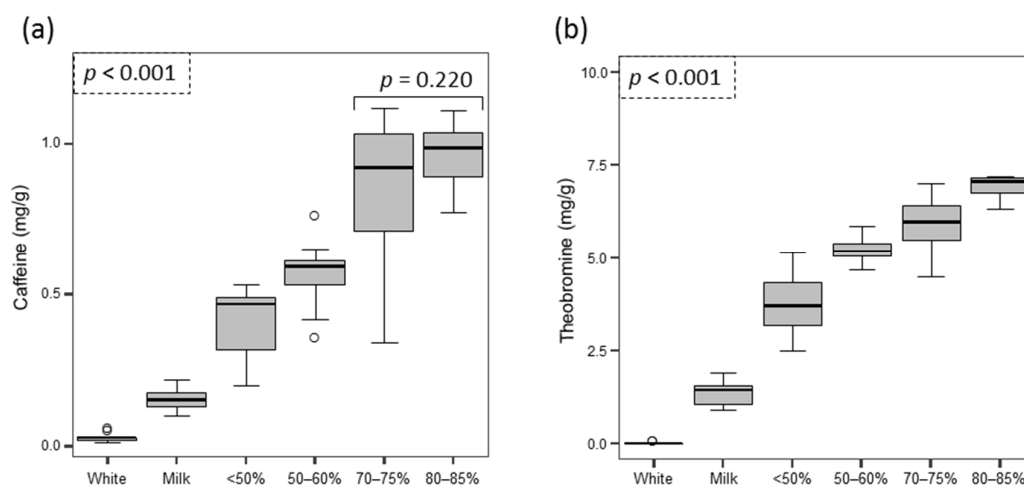 (a)
p < 0.001
p = 0.220
Caffeine (mg/g)
1.0
0.5
0.0
White Milk <50% 50–60% 70–75% 80–85%
(b)
p < 0.001
Theobromine (mg/g)
10.0
7.5
5.0
2.5
0.0
White Milk <50% 50–60% 70–75% 80–85%